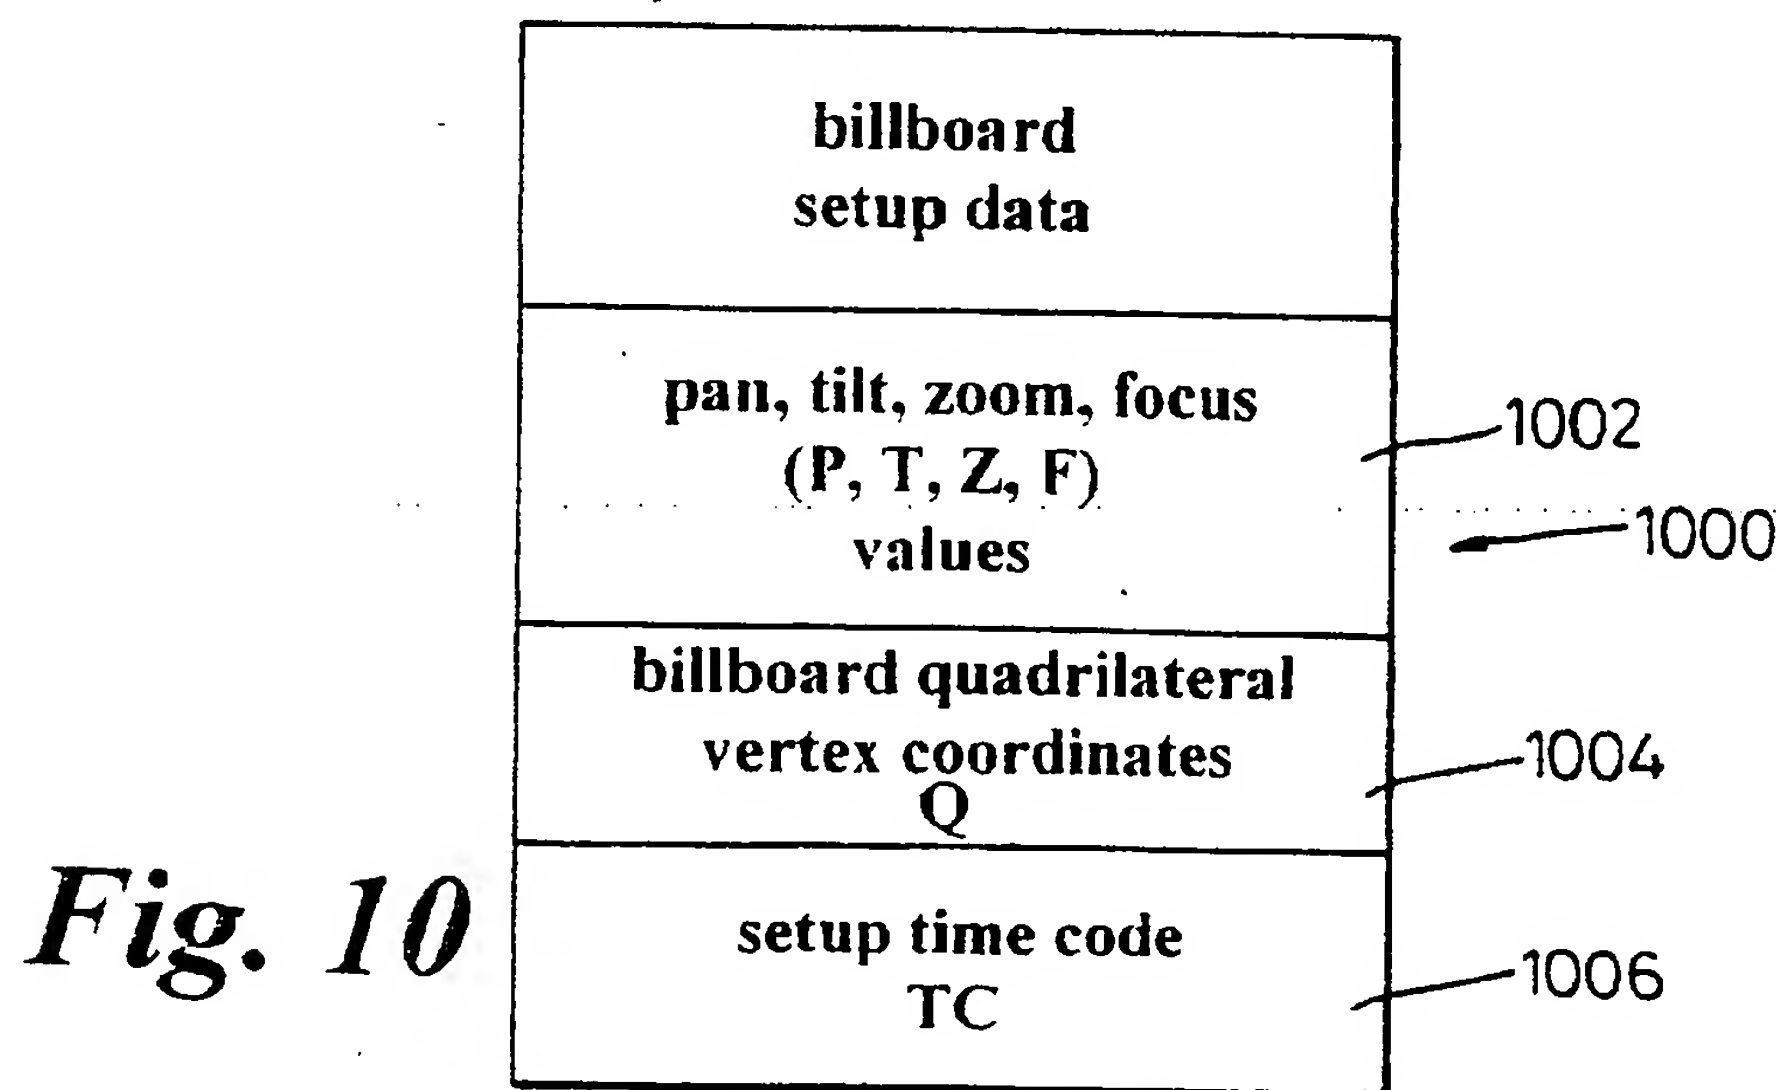 billboard
setup data
pan, tilt, zoom, focus
(P, T, Z, F)
values
1002
1000
billboard quadrilateral
vertex coordinates
Q
1004
setup time code
TC
1006
Fig. 10